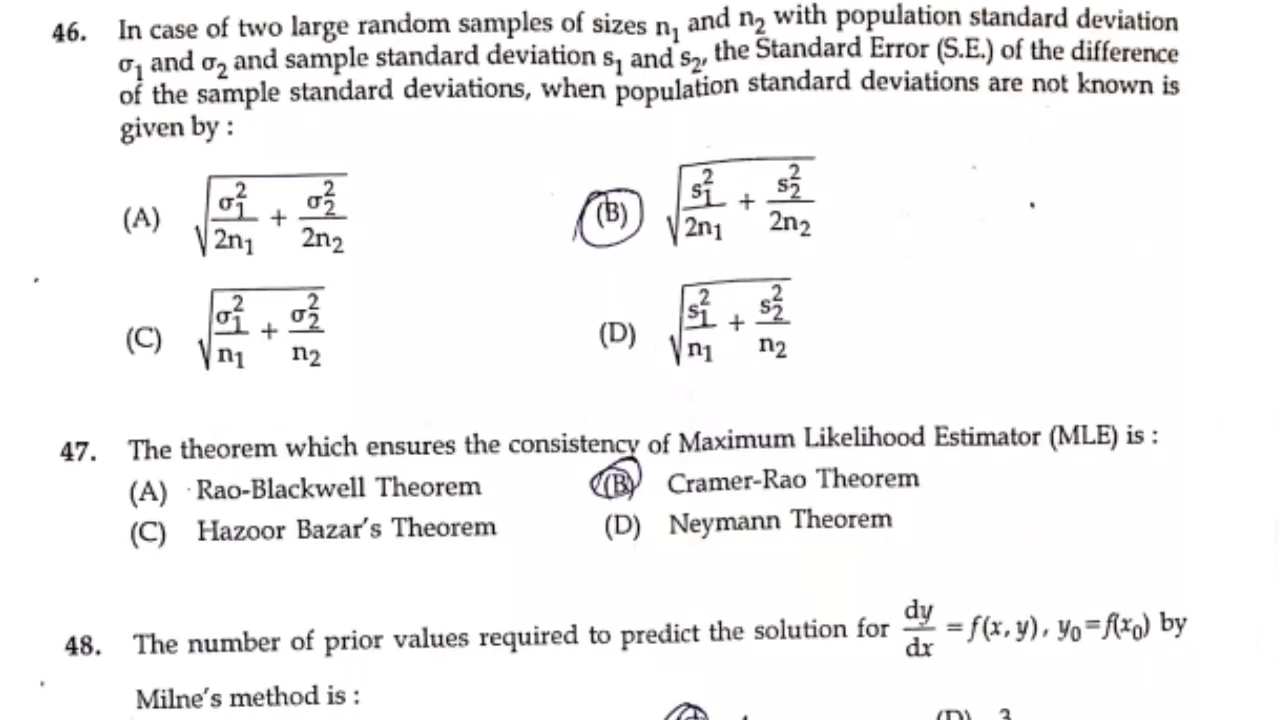 46. In case of two large random samples of sizes n₁ and n₂ with population standard deviation
σ₁ and σ₂ and sample standard deviation s₁ and s₂, the Standard Error (S.E.) of the difference
of the sample standard deviations, when population standard deviations are not known is
given by :
(A) √(σ₁²/2n₁ + σ₂²/2n₂) (B) √(s₁²/2n₁ + s₂²/2n₂)
(C) √(σ₁²/n₁ + σ₂²/n₂) (D) √(s₁²/n₁ + s₂²/n₂)
47. The theorem which ensures the consistency of Maximum Likelihood Estimator (MLE) is :
(A) Rao-Blackwell Theorem (B) Cramer-Rao Theorem
(C) Hazoor Bazar's Theorem (D) Neymann Theorem
48. The number of prior values required to predict the solution for dy/dx = f(x, y), y₀=f(x₀) by
Milne's method is :
(D) 3